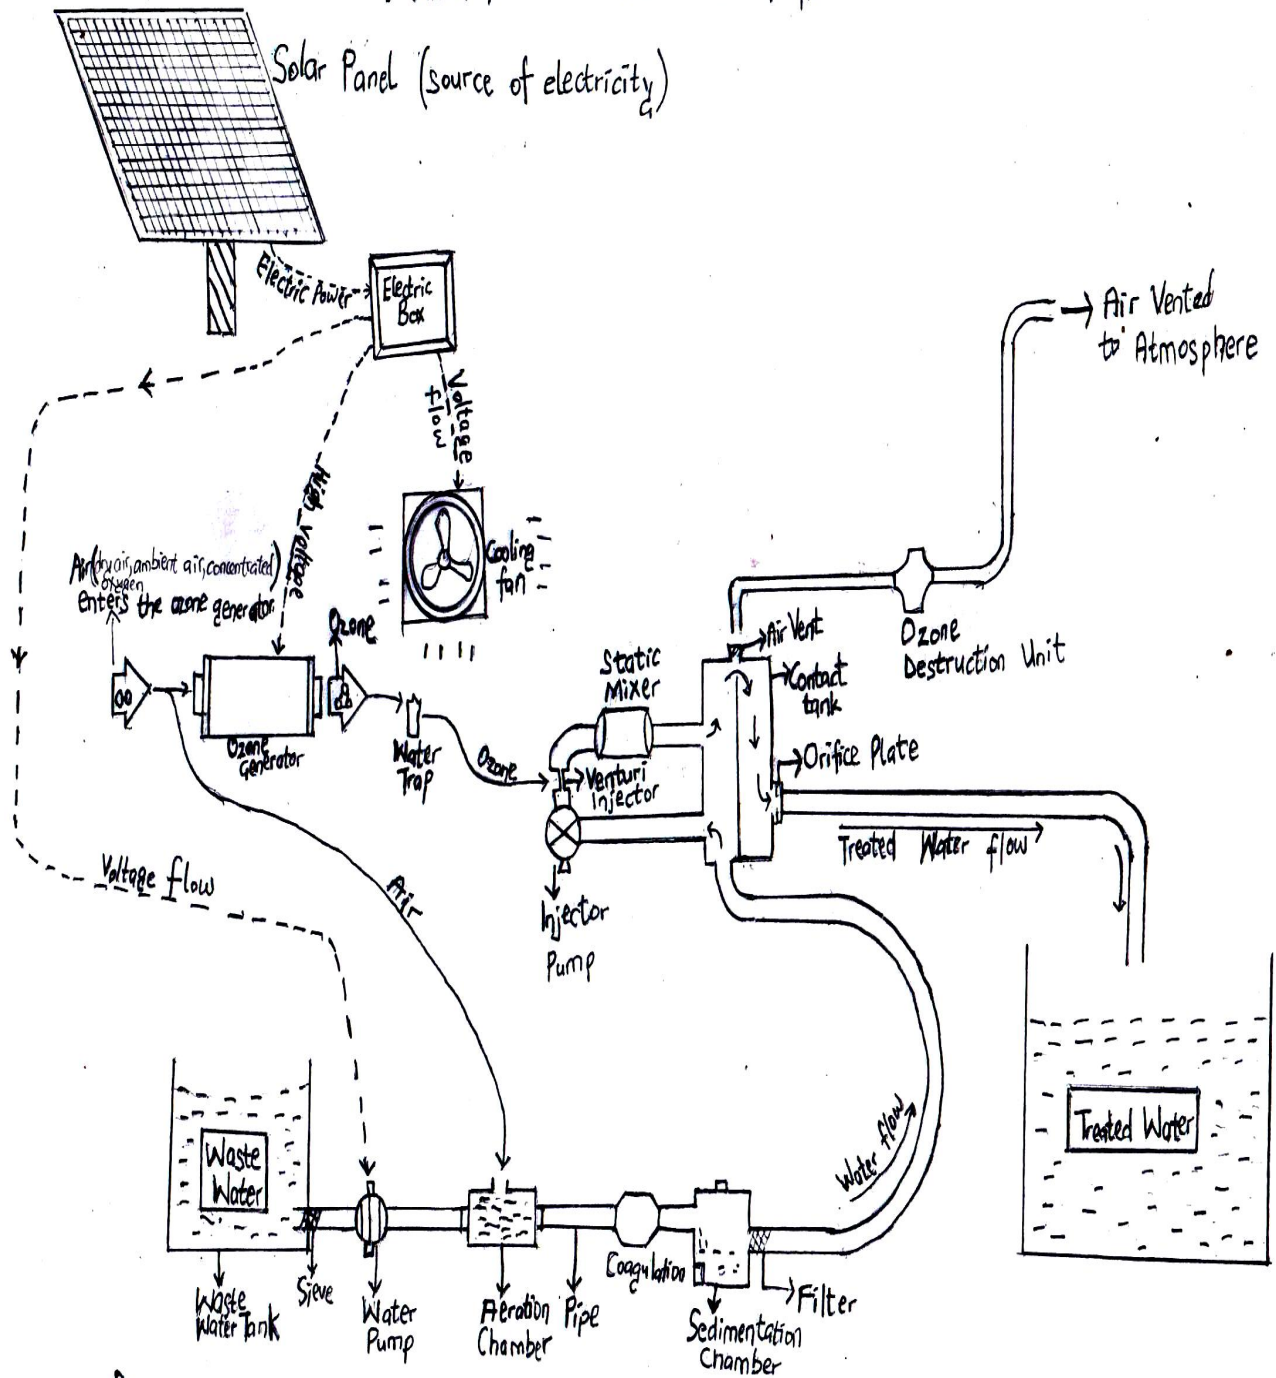 Solar Panel (source of electricity)
Electric Power
Electric
Box
Air Vented
to Atmosphere
Voltage
flow
High voltage
Cooling
fan
Air (dry air, ambient air, concentrated
oxygen)
enters the ozone generator
Ozone
Ozone
Generator
Water
Trap
Ozone
Static
Mixer
Venturi
Injector
Air Vent
Contact
tank
Ozone
Destruction Unit
Orifice Plate
Treated Water flow
Injector
Pump
Voltage flow
Air
Water flow
Treated Water
Waste
Water
Waste
Water Tank
Sieve
Water
Pump
Aeration
Chamber
Pipe
Coagulation
Sedimentation
Chamber
Filter